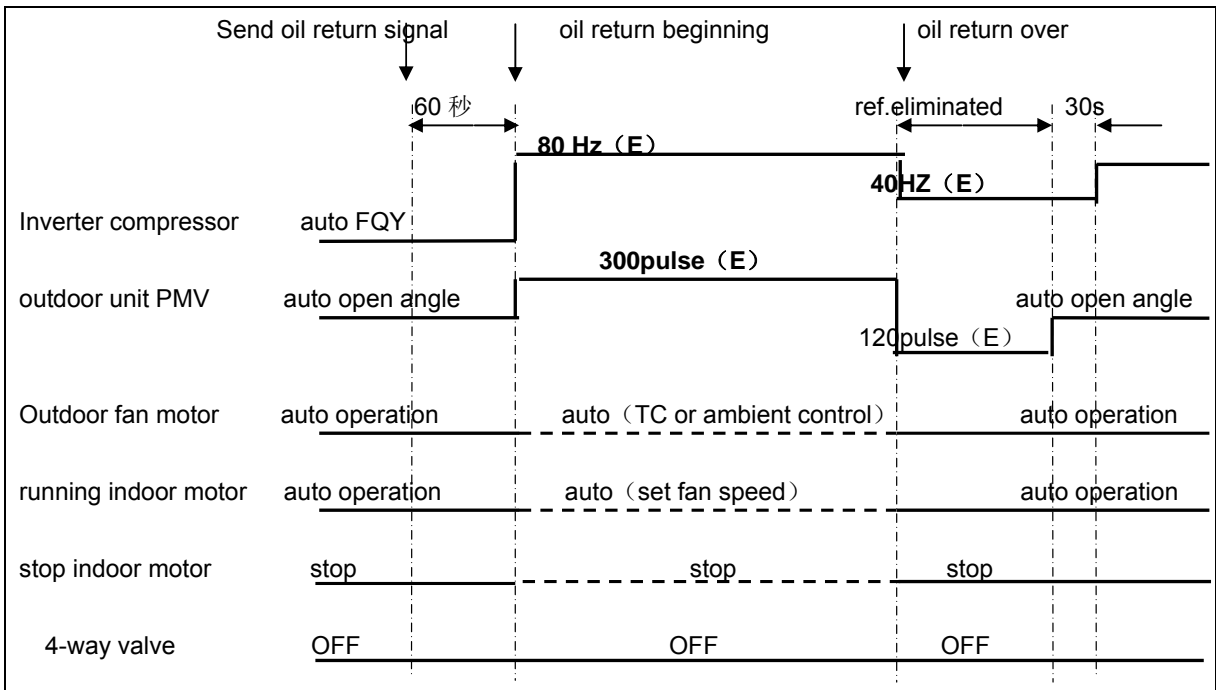 Send oil return signal oil return beginning oil return over
60 秒 ref.eliminated 30s
80 Hz（E）
40HZ（E）
Inverter compressor auto FQY
300pulse（E）
outdoor unit PMV auto open angle auto open angle
120pulse（E）
Outdoor fan motor auto operation auto（TC or ambient control） auto operation
running indoor motor auto operation auto（set fan speed） auto operation
stop indoor motor stop stop stop
4-way valve OFF OFF OFF